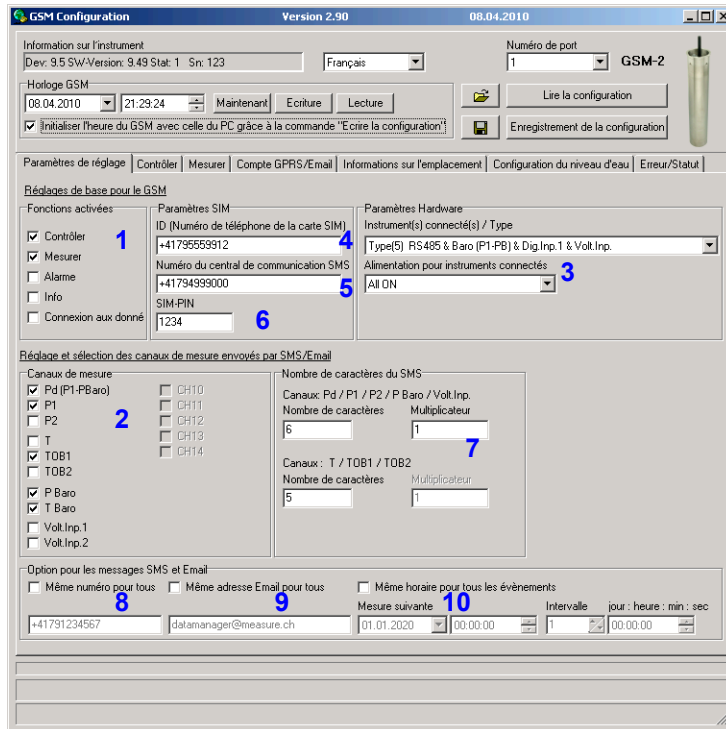 GSM Configuration Version 2.90 08.04.2010
Information sur l'instrument
Numéro de port
Dev: 9.5 SW-Version: 9.49 Stat: 1 Sn: 123
Français
1
GSM-2
Horloge GSM
08.04.2010
21:29:24
Maintenant
Ecriture
Lecture
Lire la configuration
Initialiser l'heure du GSM avec celle du PC grâce à la commande "Ecrire la configuration"
Enregistrement de la configuration
Paramètres de réglage
Contrôler
Mesurer
Compte GPRS/Email
Informations sur l'emplacement
Configuration du niveau d'eau
Erreur/Statut
Réglages de base pour le GSM
Fonctions activées
Contrôler
Mesurer
Alarme
Info
Connexion aux donné
1
Paramètres SIM
ID (Numéro de téléphone de la carte SIM)
+41795559912
4
Numéro du central de communication SMS
+41794999000
5
SIM-PIN
1234
6
Paramètres Hardware
Instrument(s) connecté(s) / Type
Type(5) RS485 & Baro (P1-PB) & Dig.Inp.1 & Volt.Inp.
Alimentation pour instruments connectés
All ON
3
Réglage et sélection des canaux de mesure envoyés par SMS/Email
Canaux de mesure
Pd (P1-PBaro)
P1
P2
T
TOB1
TOB2
P Baro
T Baro
Volt.Inp.1
Volt.Inp.2
2
CH10
CH11
CH12
CH13
CH14
Nombre de caractères du SMS
Canaux: Pd / P1 / P2 / P Baro / Volt.Inp.
Nombre de caractères Multiplicateur
6 1
7
Canaux : T / TOB1 / TOB2
Nombre de caractères Multiplicateur
5 1
Option pour les messages SMS et Email
Même numéro pour tous
8
+41791234567
Même adresse Email pour tous
9
datamanager@measure.ch
Même horaire pour tous les évènements
Mesure suivante 10 Intervalle jour : heure : min : sec
01.01.2020 00:00:00 1 00:00:00